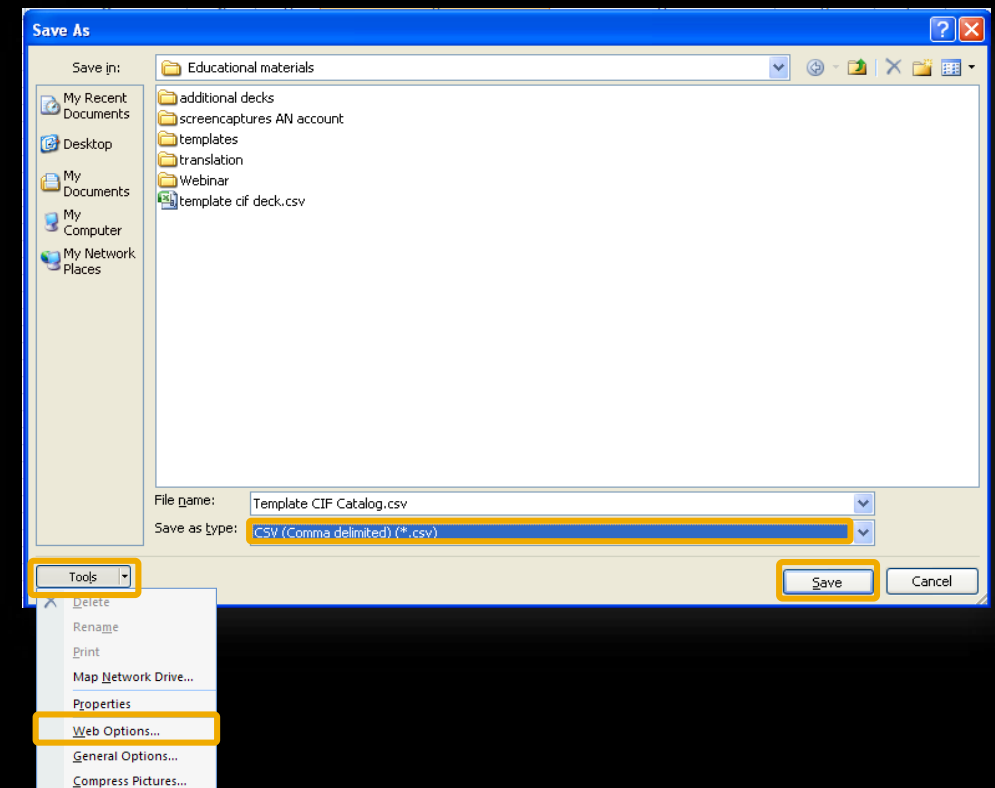 Save As
Save in:
Educational materials
My Recent
Documents
Desktop
My
Documents
My
Computer
My Network
Places
additional decks
screencaptures AN account
templates
translation
Webinar
template cif deck.csv
File name:
Template CIF Catalog.csv
Save as type:
CSV (Comma delimited) (*.csv)
Tools
Save
Cancel
Delete
Rename
Print
Map Network Drive...
Properties
Web Options...
General Options...
Compress Pictures...